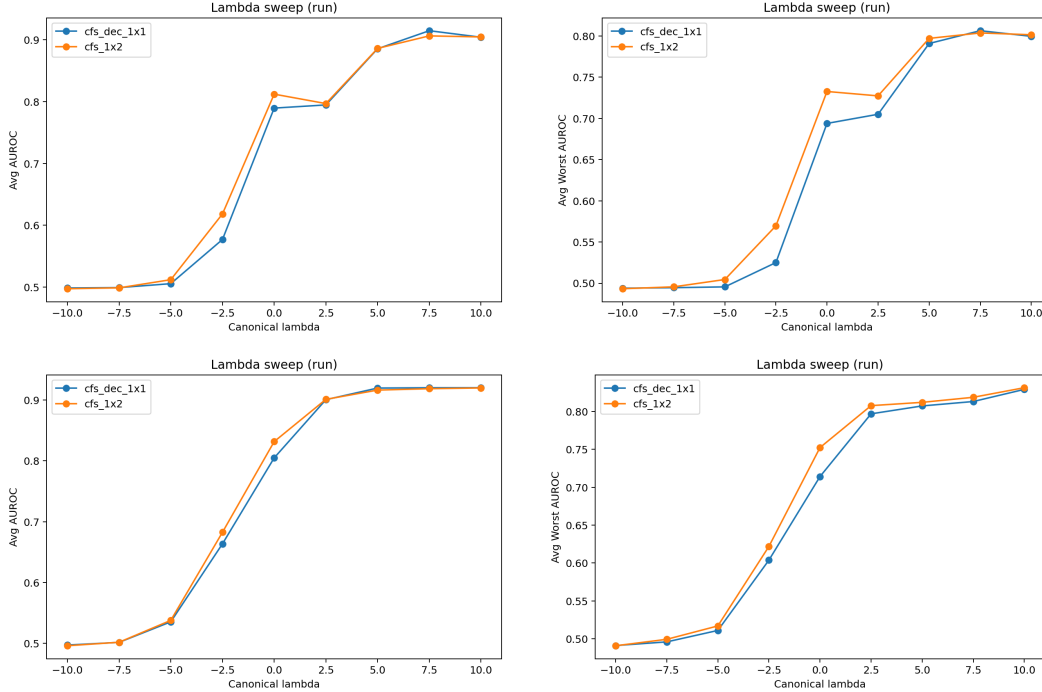 Lambda sweep (run)
cfs_dec_1x1
cfs_1x2
Avg AUROC
0.9
0.8
0.7
0.6
0.5
−10.0 −7.5 −5.0 −2.5 0.0 2.5 5.0 7.5 10.0
Canonical lambda
Lambda sweep (run)
cfs_dec_1x1
cfs_1x2
Avg Worst AUROC
0.80
0.75
0.70
0.65
0.60
0.55
0.50
−10.0 −7.5 −5.0 −2.5 0.0 2.5 5.0 7.5 10.0
Canonical lambda
Lambda sweep (run)
cfs_dec_1x1
cfs_1x2
Avg AUROC
0.9
0.8
0.7
0.6
0.5
−10.0 −7.5 −5.0 −2.5 0.0 2.5 5.0 7.5 10.0
Canonical lambda
Lambda sweep (run)
cfs_dec_1x1
cfs_1x2
Avg Worst AUROC
0.80
0.75
0.70
0.65
0.60
0.55
0.50
−10.0 −7.5 −5.0 −2.5 0.0 2.5 5.0 7.5 10.0
Canonical lambda